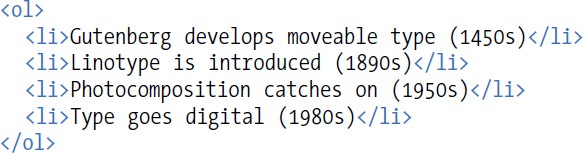 <ol>
<li>Gutenberg develops moveable type (1450s)</li>
<li>Linotype is introduced (1890s)</li>
<li>Photocomposition catches on (1950s)</li>
<li>Type goes digital (1980s)</li>
</ol>